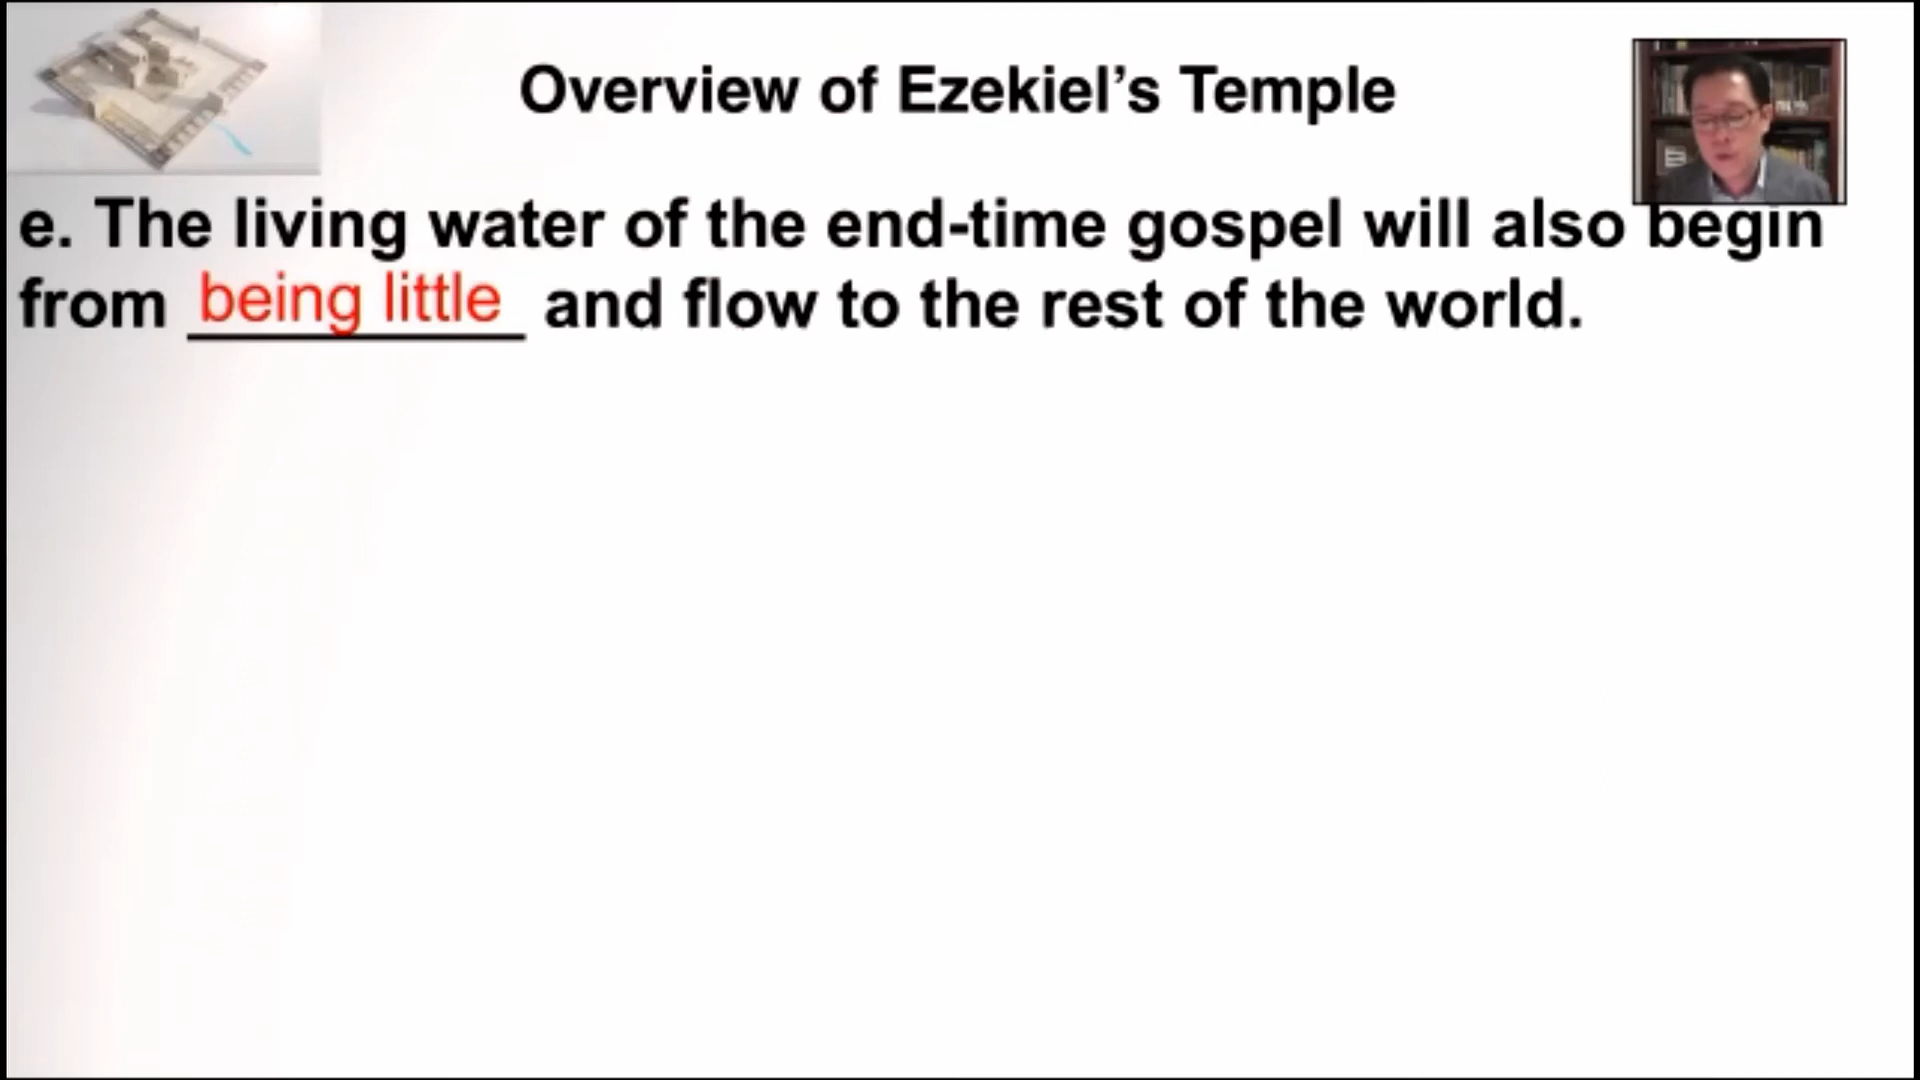 Overview of Ezekiel's Temple
e. The living water of the end-time gospel will also begin
from being little and flow to the rest of the world.